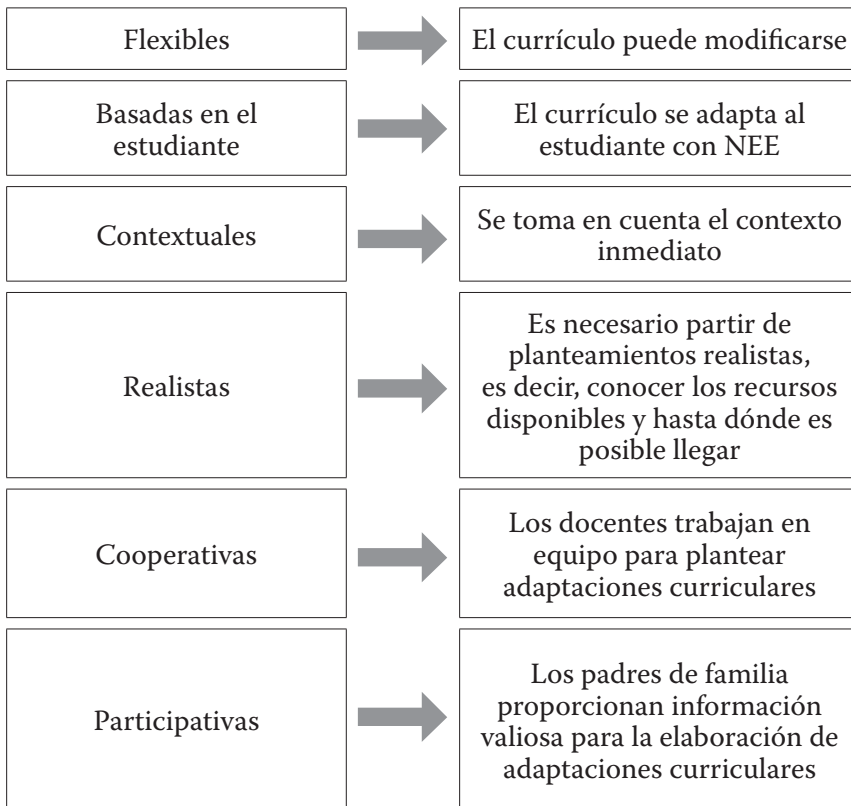 Flexibles
El currículo puede modificarse
Basadas en el
estudiante
El currículo se adapta al
estudiante con NEE
Contextuales
Se toma en cuenta el contexto
inmediato
Realistas
Es necesario partir de
planteamientos realistas,
es decir, conocer los recursos
disponibles y hasta dónde es
posible llegar
Cooperativas
Los docentes trabajan en
equipo para plantear
adaptaciones curriculares
Participativas
Los padres de familia
proporcionan información
valiosa para la elaboración de
adaptaciones curriculares